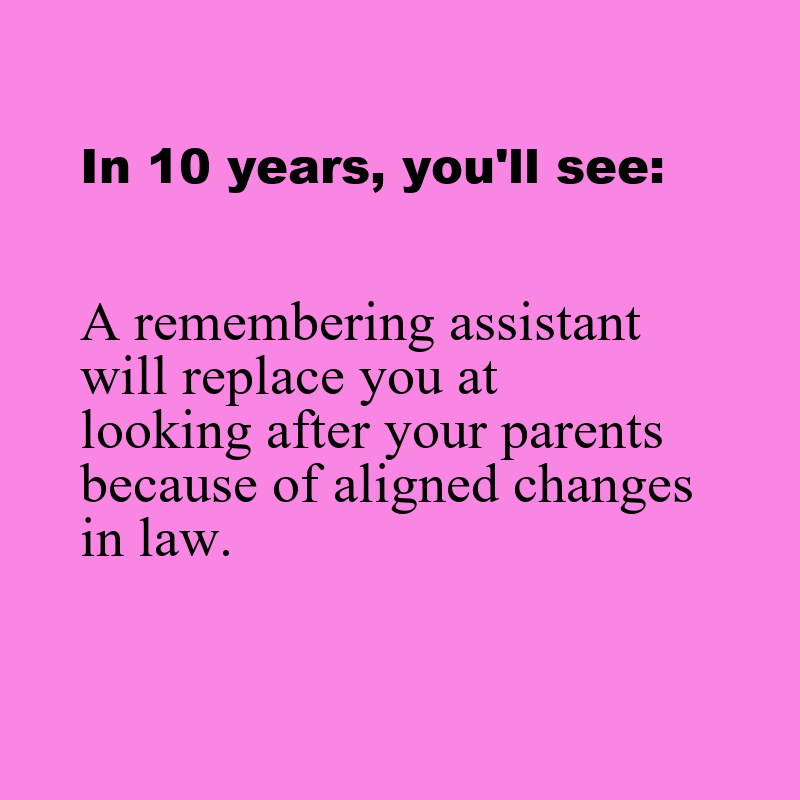 In 10 years, you'll see:
A remembering assistant
will replace you at
looking after your parents
because of aligned changes
in law.